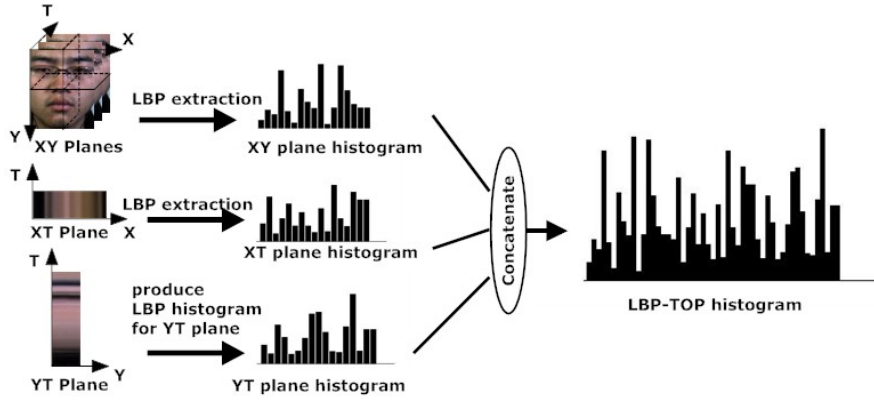 T
X
Y
XY Planes
LBP extraction
XY plane histogram
T
XT Plane
X
LBP extraction
XT plane histogram
T
Y
YT Plane
produce
LBP histogram
for YT plane
YT plane histogram
Concatenate
LBP-TOP histogram